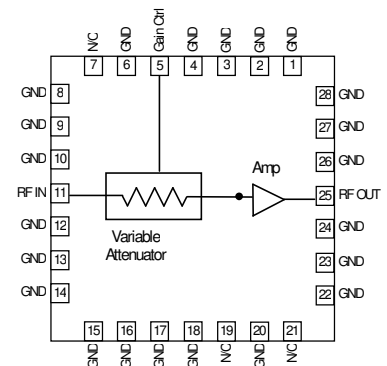 N/C GND Gain Ctrl GND GND GND GND
7 6 5 4 3 2 1
GND 8
GND 9
GND 10
RF IN 11
GND 12
GND 13
GND 14
28 GND
27 GND
26 GND
25 RF OUT
24 GND
23 GND
22 GND
Amp
Variable
Attenuator
15 16 17 18 19 20 21
GND GND GND GND N/C GND N/C